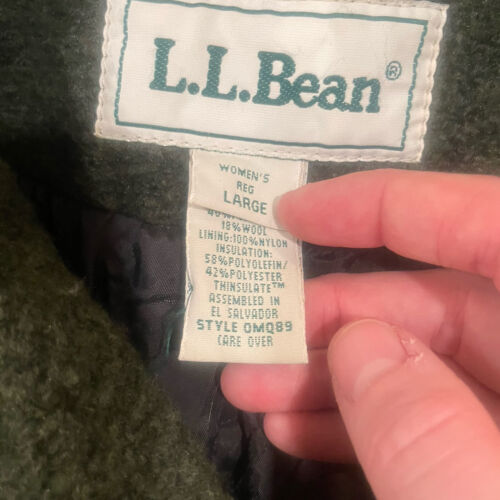 L.L.Bean®
WOMEN'S
REG
LARGE
18%WOOL
LINING:100%NYLON
INSULATION:
58%POLYOLEFIN/
42%POLYESTER
THINSULATE™
ASSEMBLED IN
EL SALVADOR
STYLE OMQ89
CARE OVER